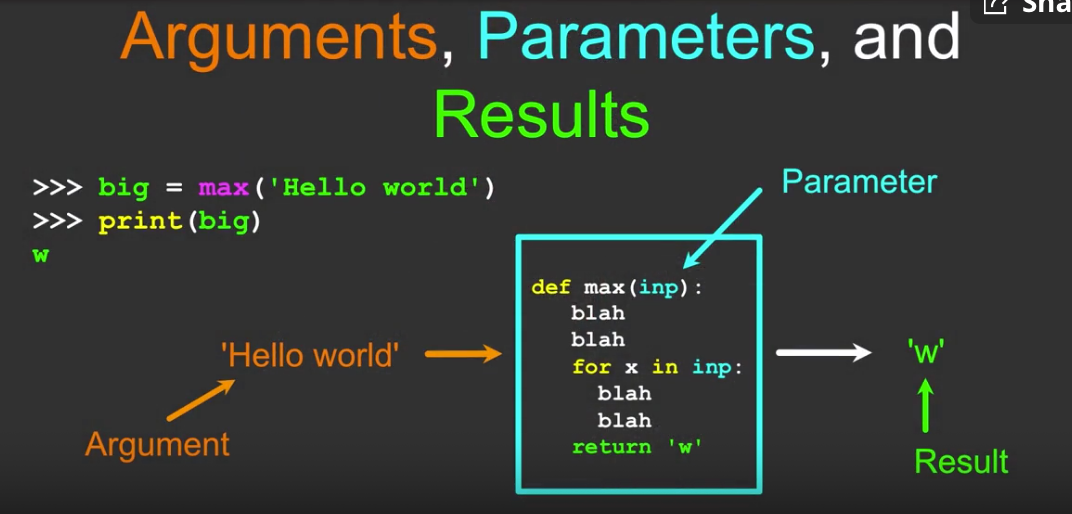 Arguments, Parameters, and
Results
>>> big = max('Hello world')
>>> print(big)
w
Parameter
def max(inp):
blah
blah
for x in inp:
blah
blah
return 'w'
'Hello world'
Argument
'w'
Result